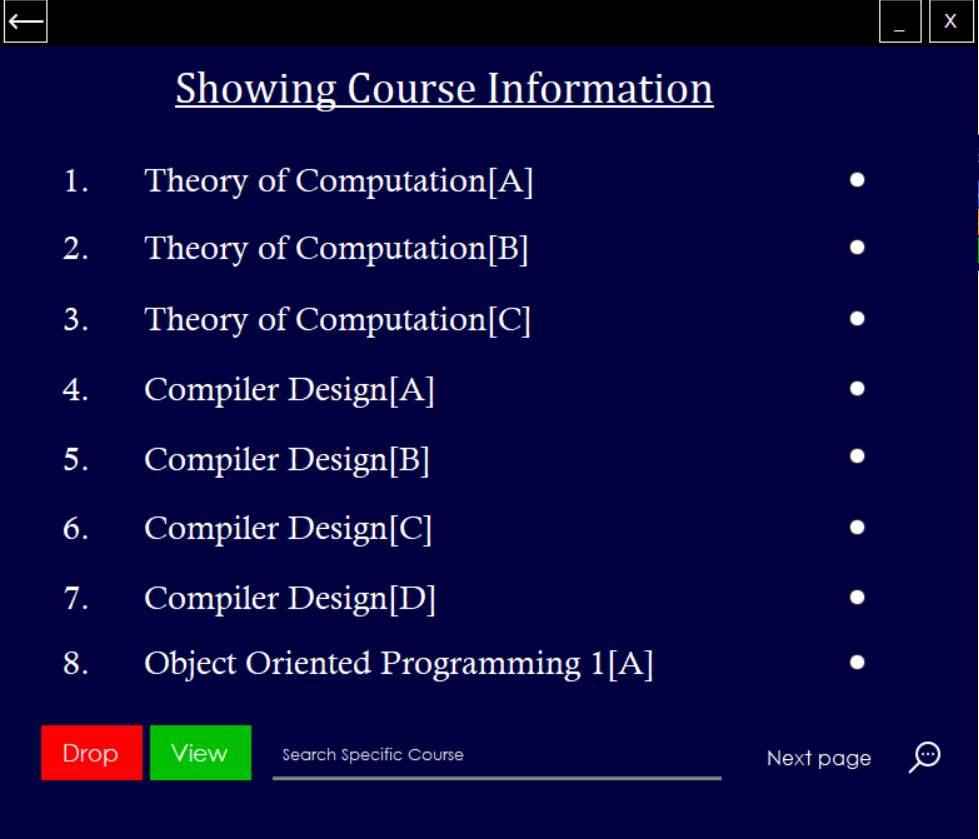 _ X
Showing Course Information
1. Theory of Computation[A]
2. Theory of Computation[B]
3. Theory of Computation[C]
4. Compiler Design[A]
5. Compiler Design[B]
6. Compiler Design[C]
7. Compiler Design[D]
8. Object Oriented Programming 1[A]
Drop View Search Specific Course Next page